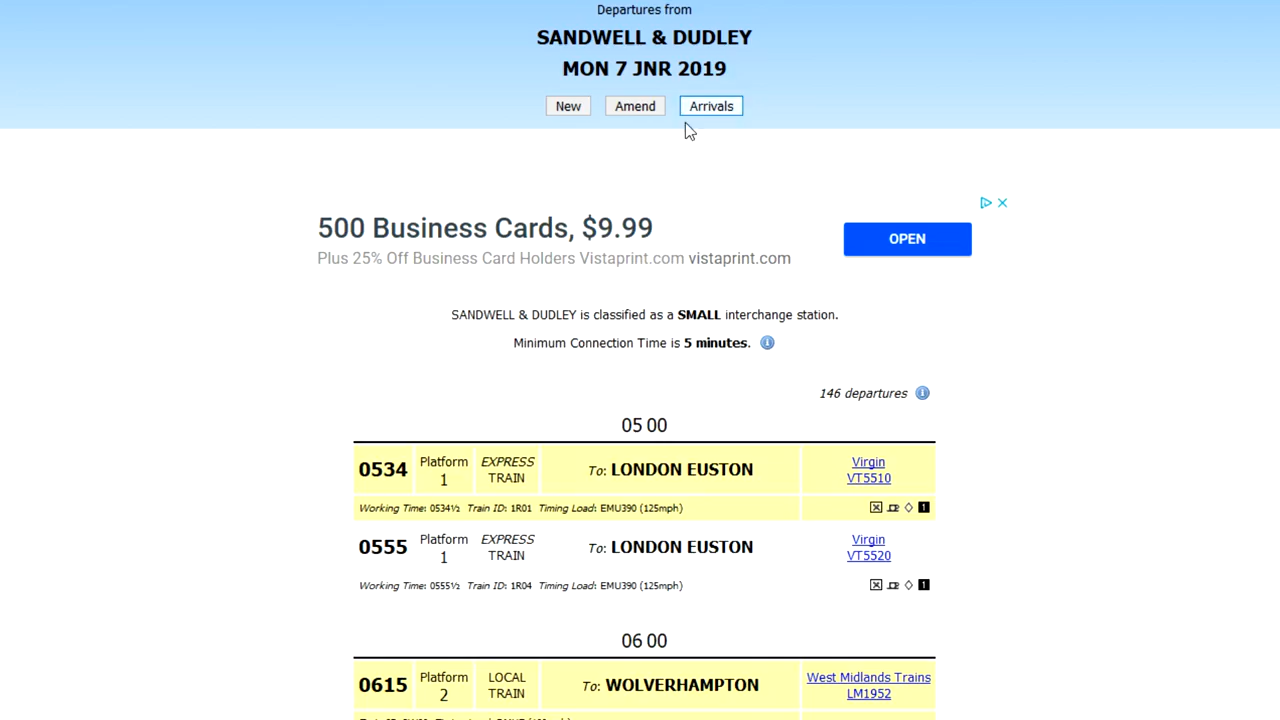 Departures from
SANDWELL & DUDLEY
MON 7 JNR 2019
New Amend Arrivals
500 Business Cards, $9.99
Plus 25% Off Business Card Holders Vistaprint.com vistaprint.com
OPEN
SANDWELL & DUDLEY is classified as a SMALL interchange station.
Minimum Connection Time is 5 minutes.
146 departures
05 00
0534 Platform 1 EXPRESS TRAIN To: LONDON EUSTON Virgin VT5510
Working Time: 0534½ Train ID: 1R01 Timing Load: EMU390 (125mph) 1
0555 Platform 1 EXPRESS TRAIN To: LONDON EUSTON Virgin VT5520
Working Time: 0555½ Train ID: 1R04 Timing Load: EMU390 (125mph) 1
06 00
0615 Platform 2 LOCAL TRAIN To: WOLVERHAMPTON West Midlands Trains LM1952